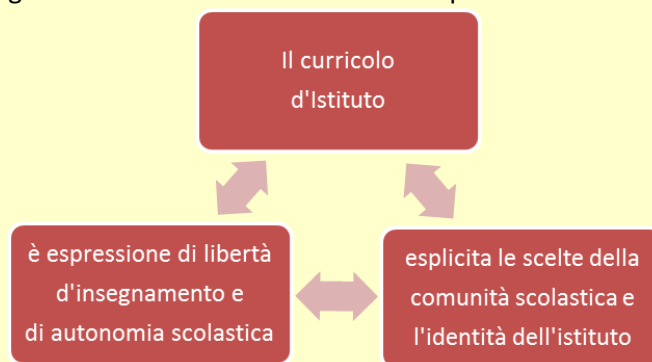 Il curricolo
d'Istituto
è espressione di libertà
d'insegnamento e
di autonomia scolastica
esplicita le scelte della
comunità scolastica e
l'identità dell'istituto